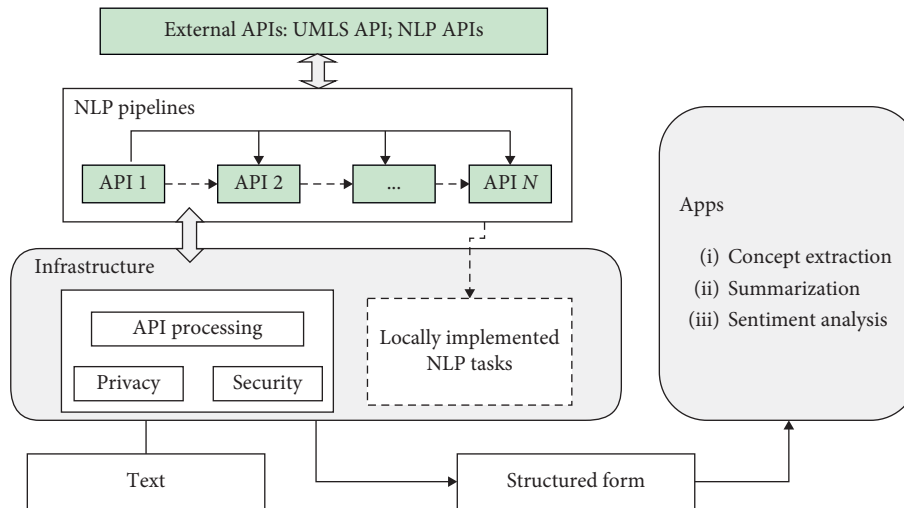 External APIs: UMLS API; NLP APIs
NLP pipelines
API 1
API 2
...
API N
Infrastructure
API processing
Privacy
Security
Locally implemented
NLP tasks
Apps
(i) Concept extraction
(ii) Summarization
(iii) Sentiment analysis
Text
Structured form